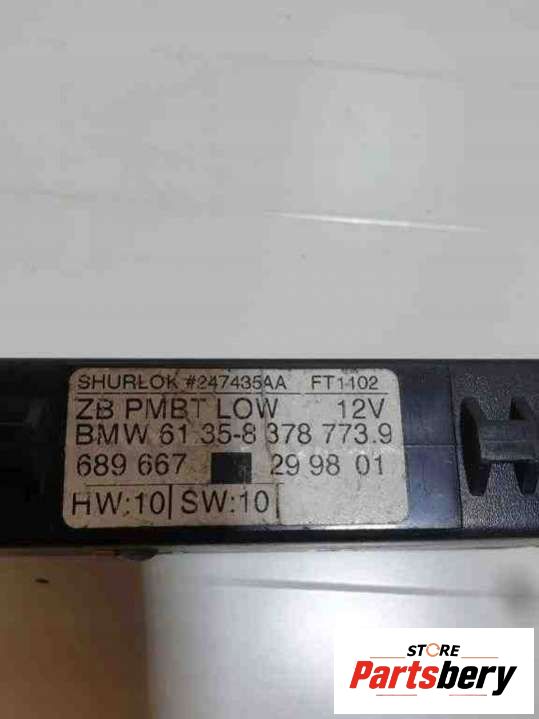 SHURLOK #247435AA FT1102
ZB PMBT LOW 12V
BMW 61.35-8 378 773.9
689 667 29 98 01
HW:10 SW:10
STORE
Partsbery